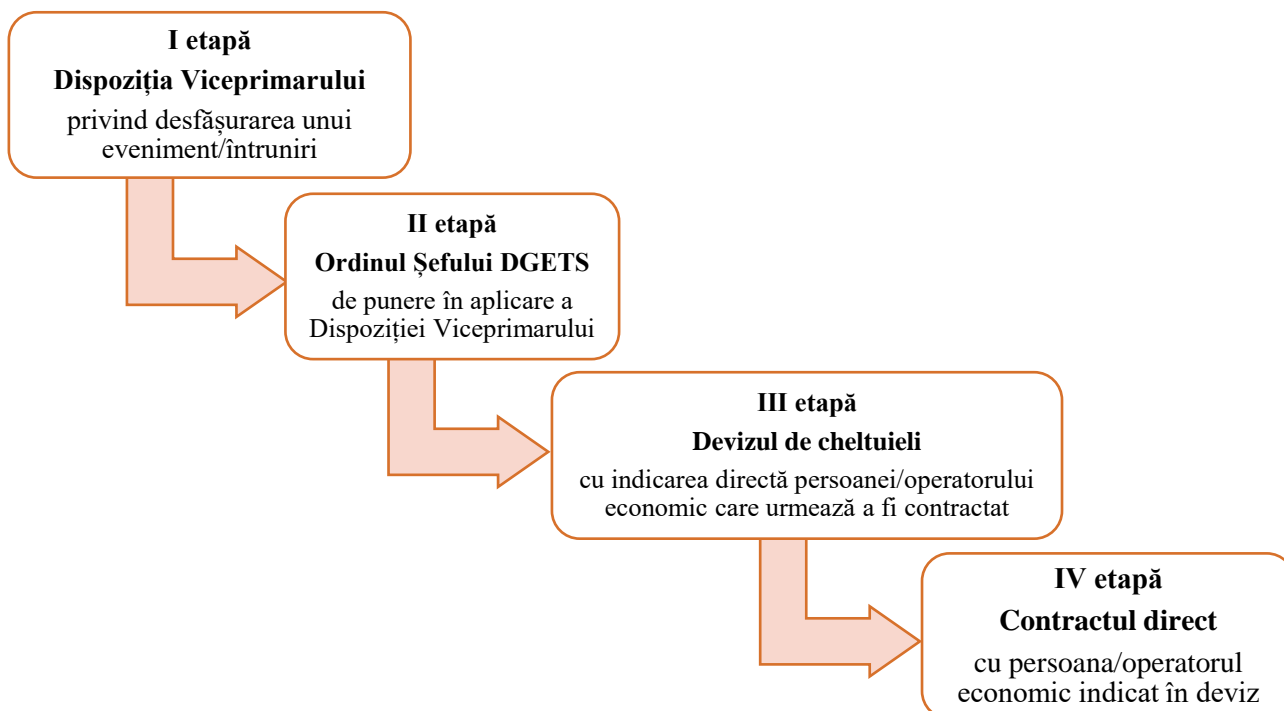 I etapă
Dispoziția Viceprimarului
privind desfășurarea unui
eveniment/întruniri
II etapă
Ordinul Șefului DGETS
de punere în aplicare a
Dispoziției Viceprimarului
III etapă
Devizul de cheltuieli
cu indicarea directă persoanei/operatorului
economic care urmează a fi contractat
IV etapă
Contractul direct
cu persoana/operatorul
economic indicat în deviz